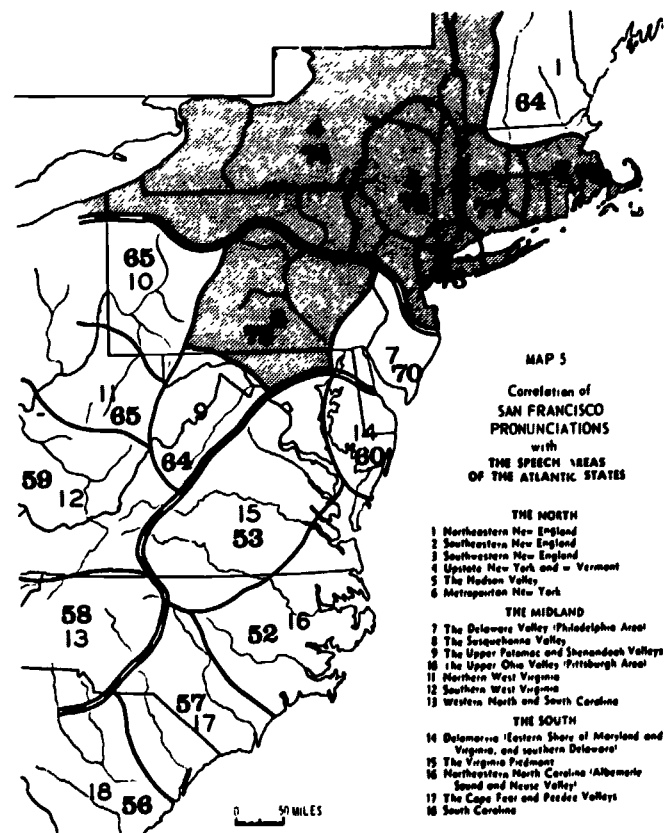 1
64
65
10
7
70
11
65
9
64
14
60
59
12
15
53
58
13
16
52
57
17
18
56
0 50 MILES
MAP 5
Correlation of
SAN FRANCISCO
PRONUNCIATIONS
with
THE SPEECH AREAS
OF THE ATLANTIC STATES
THE NORTH
1 Northeastern New England
2 Southeastern New England
3 Southwestern New England
4 Upstate New York and w Vermont
5 The Hudson Valley
6 Metropolitan New York
THE MIDLAND
7 The Delaware Valley (Philadelphia Area)
8 The Susquehanna Valley
9 The Upper Potomac and Shenandoah Valleys
10 The Upper Ohio Valley (Pittsburgh Area)
11 Northern West Virginia
12 Southern West Virginia
13 Western North and South Carolina
THE SOUTH
14 Delamarvia (Eastern Shore of Maryland and
Virginia, and southern Delaware)
15 The Virginia Piedmont
16 Northeastern North Carolina (Albemarle
Sound and Neuse Valley)
17 The Cape Fear and Peedee Valleys
18 South Carolina